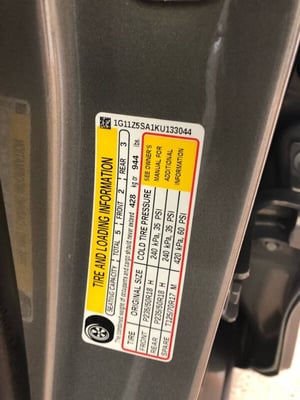 1G11Z5SA1KU133044
TIRE AND LOADING INFORMATION
SEATING CAPACITY TOTAL 5 FRONT 2 REAR 3
The combined weight of occupants and cargo should never exceed 428 kg or 944 lbs.
TIRE ORIGINAL SIZE COLD TIRE PRESSURE
FRONT P235/50R18 H 240 kPa, 35 PSI
REAR P235/50R18 H 240 kPa, 35 PSI
SPARE T125/70R17 M 420 kPa, 60 PSI
SEE OWNER'S
MANUAL FOR
ADDITIONAL
INFORMATION